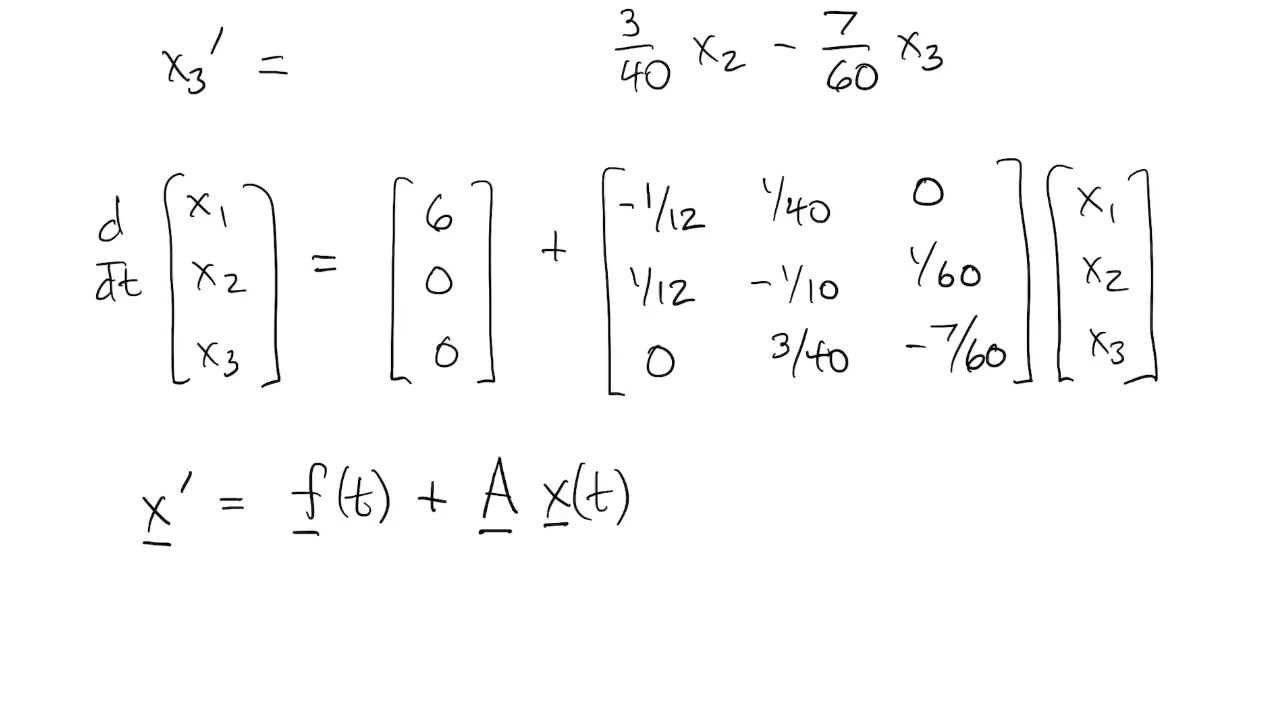 x₃' = 3/40 x₂ - 7/60 x₃
d/dt [x₁ x₂ x₃] = [6 0 0] + [-1/12 1/40 0; 1/12 -1/10 1/60; 0 3/40 -7/60] [x₁ x₂ x₃]
x' = f(t) + A x(t)